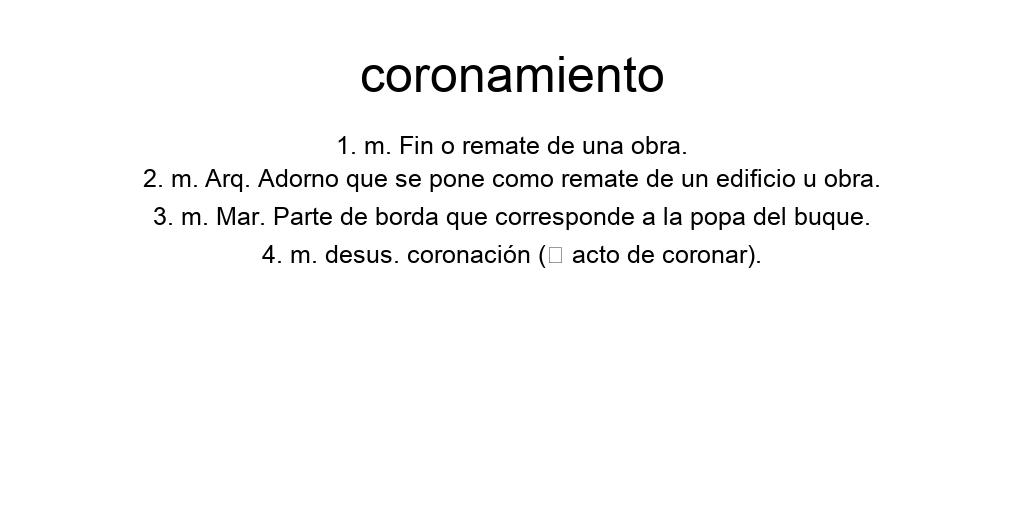 coronamiento
1. m. Fin o remate de una obra.
2. m. Arq. Adorno que se pone como remate de un edificio u obra.
3. m. Mar. Parte de borda que corresponde a la popa del buque.
4. m. desus. coronación (□ acto de coronar).